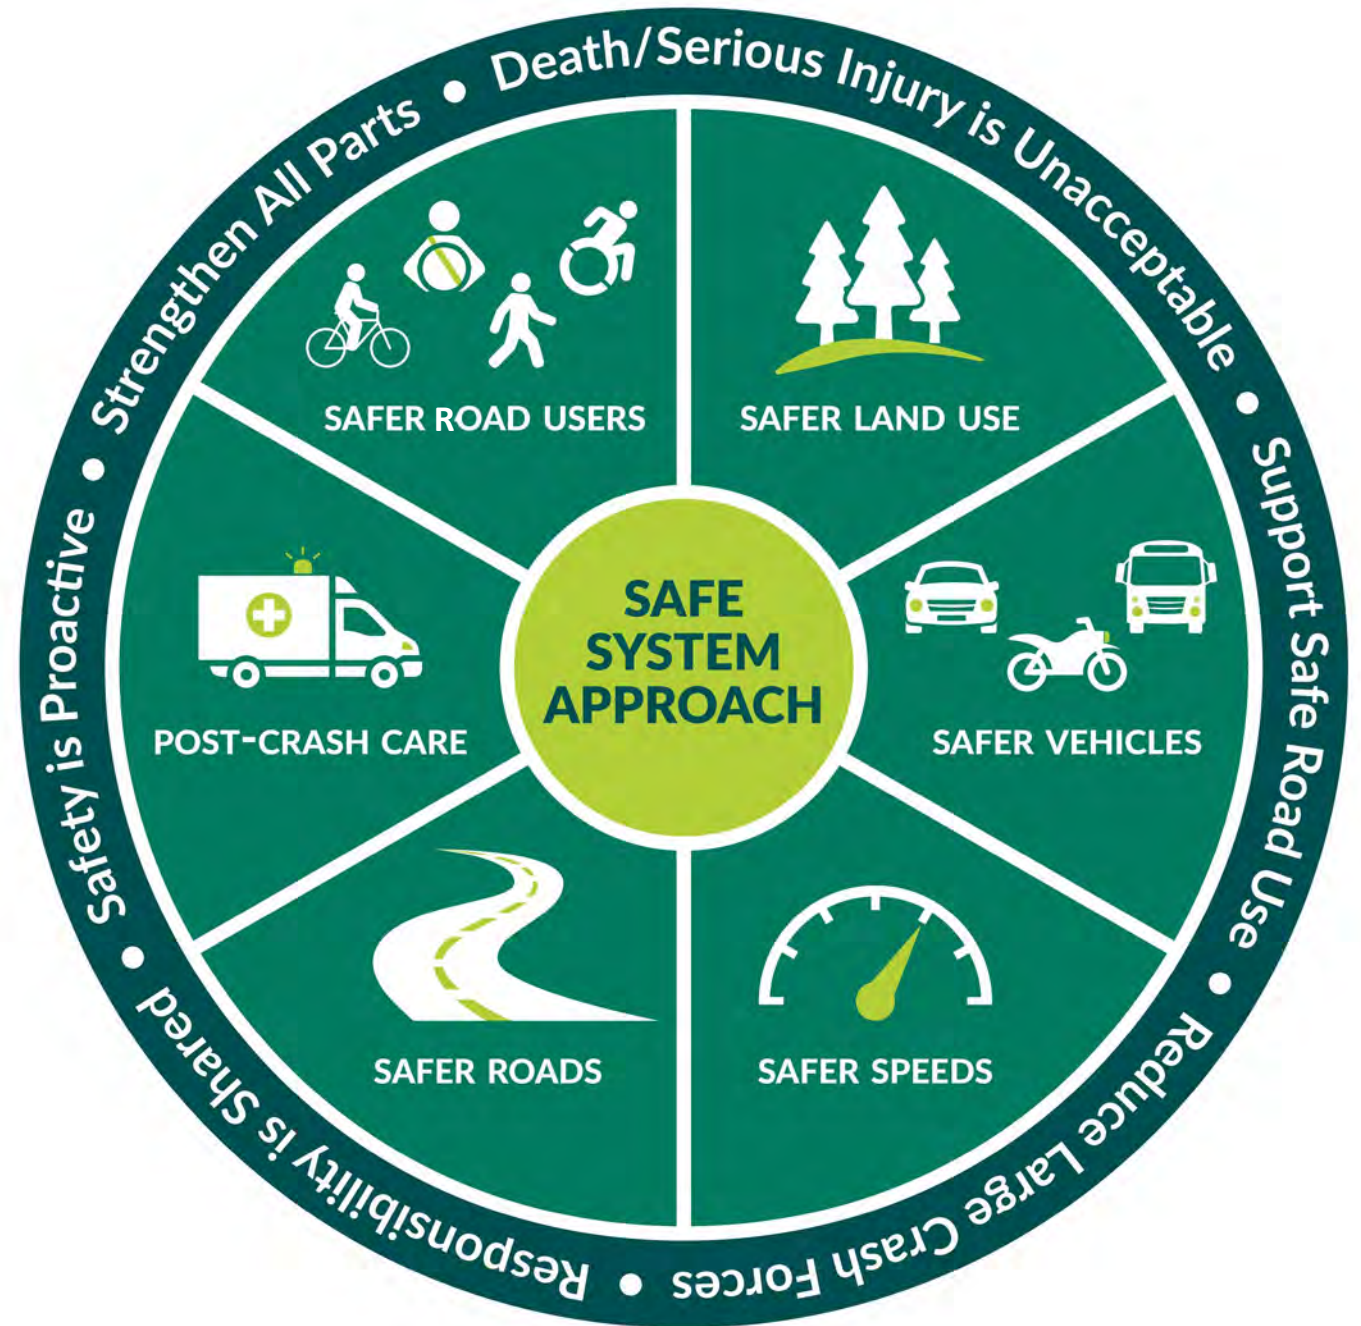 Death/Serious Injury is Unacceptable • Support Safe Road Use • Reduce Large Crash Forces • Responsibility is Shared • Safety is Proactive • Strengthen All Parts •
SAFER ROAD USERS
SAFER LAND USE
SAFE
SYSTEM
APPROACH
POST-CRASH CARE
SAFER VEHICLES
SAFER ROADS
SAFER SPEEDS